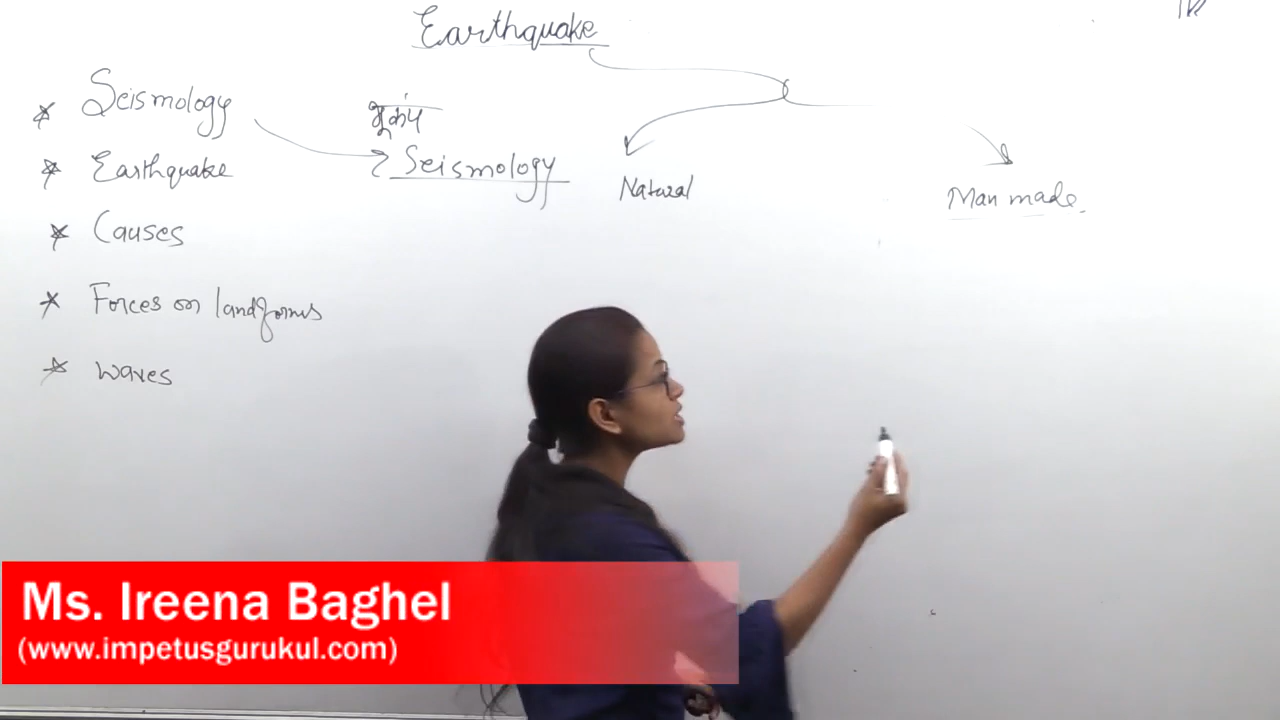 Earthquake
* Seismology
* Earthquake
* Causes
* Forces on landforms
* Waves
भूकंप
Seismology
Natural
Man made
Ms. Ireena Baghel
(www.impetusgurukul.com)